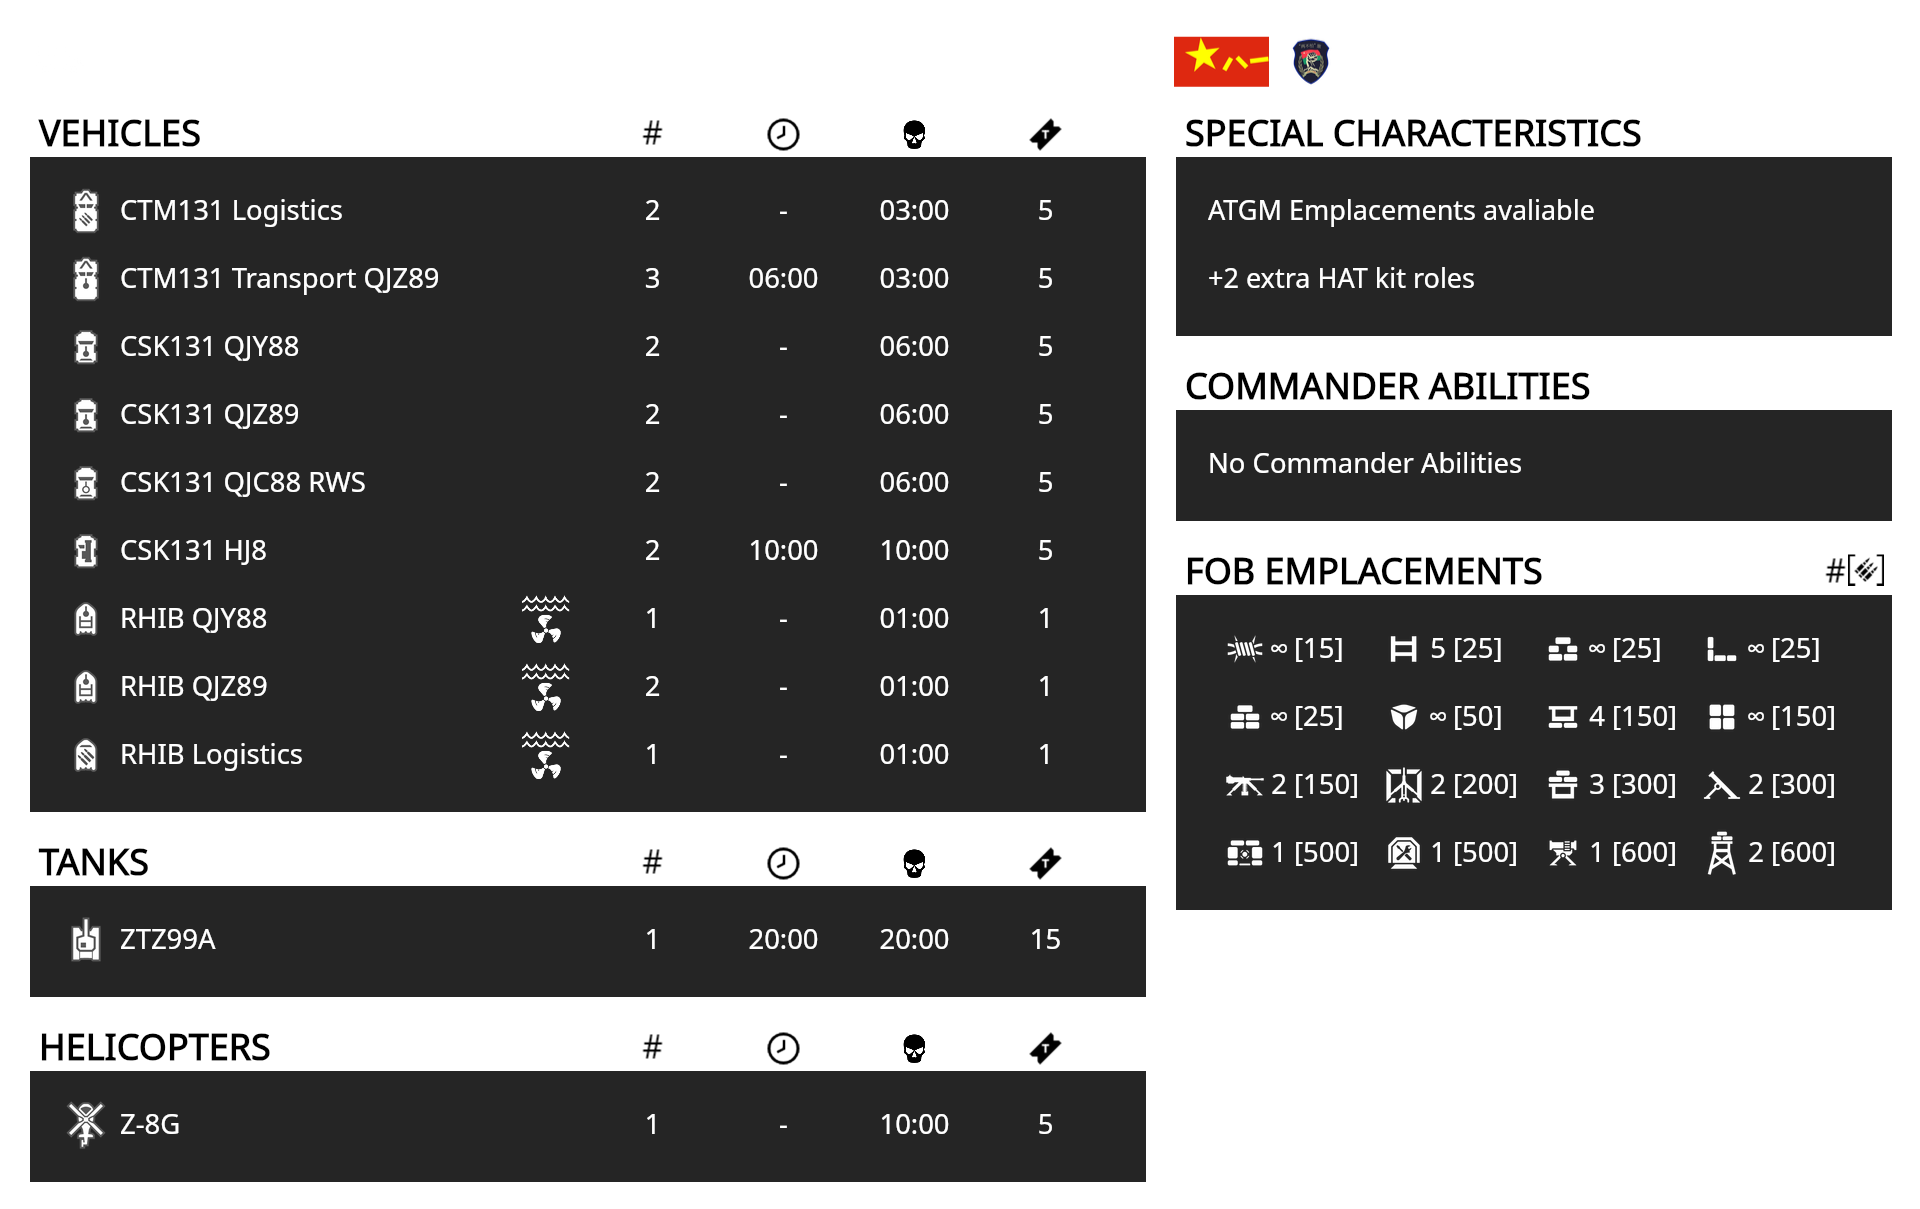 VEHICLES #
CTM131 Logistics 2 - 03:00 5
CTM131 Transport QJZ89 3 06:00 03:00 5
CSK131 QJY88 2 - 06:00 5
CSK131 QJZ89 2 - 06:00 5
CSK131 QJC88 RWS 2 - 06:00 5
CSK131 HJ8 2 10:00 10:00 5
RHIB QJY88 1 - 01:00 1
RHIB QJZ89 2 - 01:00 1
RHIB Logistics 1 - 01:00 1
TANKS #
ZTZ99A 1 20:00 20:00 15
HELICOPTERS #
Z-8G 1 - 10:00 5
SPECIAL CHARACTERISTICS
ATGM Emplacements avaliable
+2 extra HAT kit roles
COMMANDER ABILITIES
No Commander Abilities
FOB EMPLACEMENTS #[ ]
∞ [15] 5 [25] ∞ [25] ∞ [25]
∞ [25] ∞ [50] 4 [150] ∞ [150]
2 [150] 2 [200] 3 [300] 2 [300]
1 [500] 1 [500] 1 [600] 2 [600]